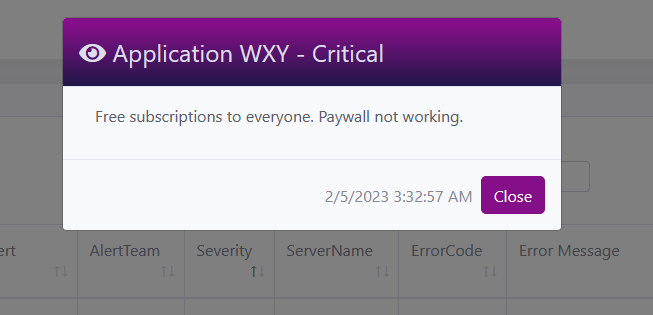 Application WXY - Critical
Free subscriptions to everyone. Paywall not working.
2/5/2023 3:32:57 AM Close
AlertTeam Severity ServerName ErrorCode Error Message